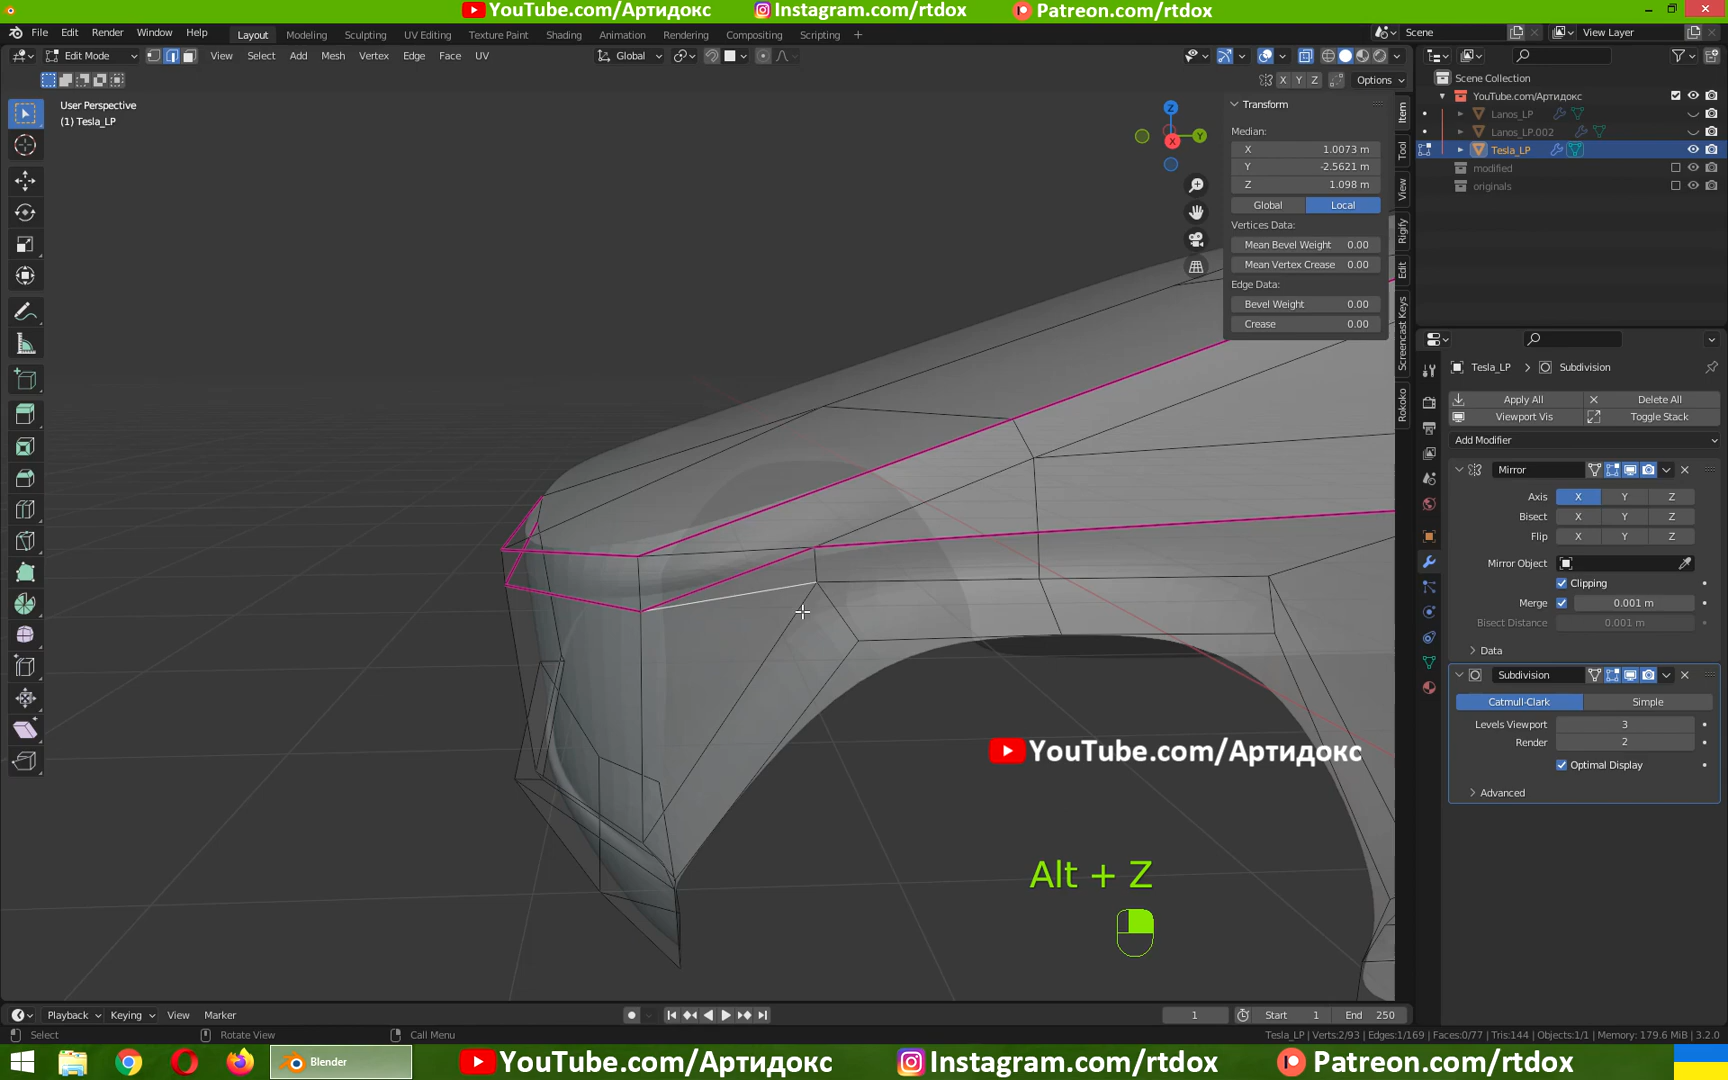 YouTube.com/Артидокс Instagram.com/rtdox Patreon.com/rtdox
File Edit Render Window Help Layout Modeling Sculpting UV Editing Texture Paint Shading Animation Rendering Compositing Scripting + Scene View Layer
Edit Mode View Select Add Mesh Vertex Edge Face UV Global
X Y Z Options
User Perspective
(1) Tesla_LP
Transform
Median:
X 1.0073 m
Y -2.5621 m
Z 1.098 m
Global Local
Vertices Data:
Mean Bevel Weight 0.00
Mean Vertex Crease 0.00
Edge Data:
Bevel Weight 0.00
Crease 0.00
Z
Y
X
Item
Tool
View
Rigify
Edit
Screencast Keys
Rokoko
Scene Collection
YouTube.com/Артидокс
Lanos_LP
Lanos_LP.002
Tesla_LP
modified
originals
Tesla_LP > Subdivision
Apply All Delete All
Viewport Vis Toggle Stack
Add Modifier
Mirror
Axis X Y Z
Bisect X Y Z
Flip X Y Z
Mirror Object
Clipping
Merge 0.001 m
Bisect Distance 0.001 m
Data
Subdivision
Catmull-Clark Simple
Levels Viewport 3
Render 2
Optimal Display
Advanced
YouTube.com/Артидокс
Alt + Z
Playback Keying View Marker 1 Start 1 End 250
Select Rotate View Call Menu Tesla_LP | Verts:2/93 | Edges:1/169 | Faces:0/77 | Tris:144 | Objects:1/1 | Memory: 179.6 MiB | 3.2.0
Blender YouTube.com/Артидокс Instagram.com/rtdox Patreon.com/rtdox